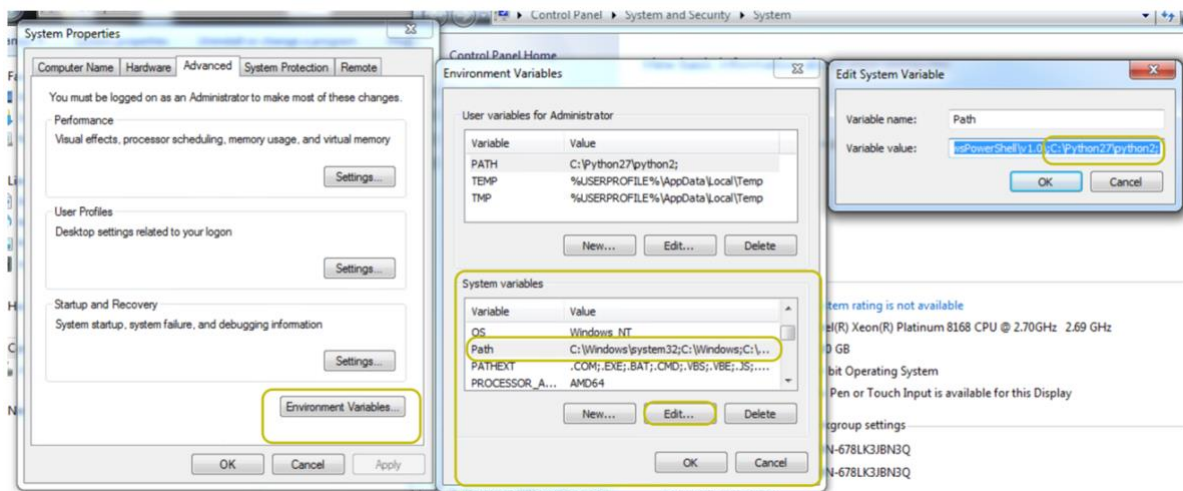 Control Panel ▸ System and Security ▸ System
System Properties
Computer Name Hardware Advanced System Protection Remote
You must be logged on as an Administrator to make most of these changes.
Performance
Visual effects, processor scheduling, memory usage, and virtual memory
Settings...
User Profiles
Desktop settings related to your logon
Settings...
Startup and Recovery
System startup, system failure, and debugging information
Settings...
Environment Variables...
OK Cancel Apply
Control Panel Home
Environment Variables
User variables for Administrator
Variable Value
PATH C:\Python27\python2;
TEMP %USERPROFILE%\AppData\Local\Temp
TMP %USERPROFILE%\AppData\Local\Temp
New... Edit... Delete
System variables
Variable Value
OS Windows_NT
Path C:\Windows\system32;C:\Windows;C:\...
PATHEXT .COM;.EXE;.BAT;.CMD;.VBS;.VBE;.JS;....
PROCESSOR_A... AMD64
New... Edit... Delete
OK Cancel
Edit System Variable
Variable name: Path
Variable value: wsPowerShell\v1.0\;C:\Python27\python2;
OK Cancel
tem rating is not available
el(R) Xeon(R) Platinum 8168 CPU @ 2.70GHz 2.69 GHz
0 GB
bit Operating System
Pen or Touch Input is available for this Display
kgroup settings
N-678LK3JBN3Q
N-678LK3JBN3Q